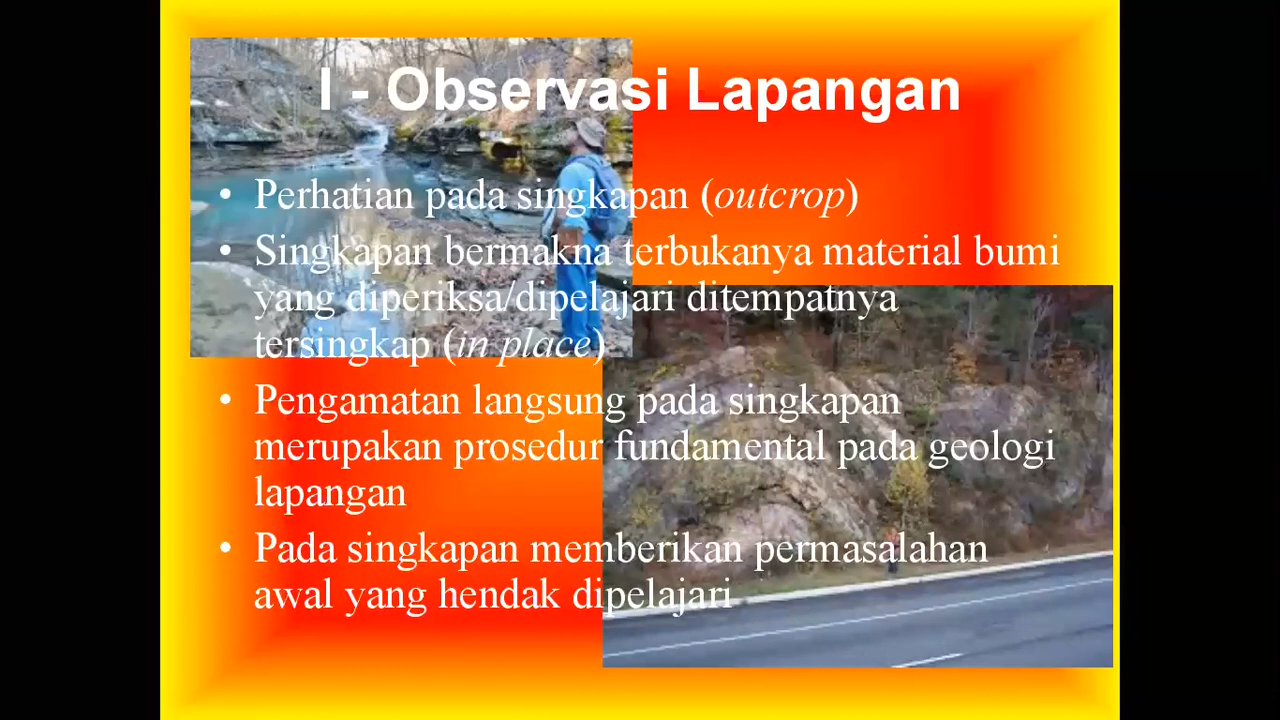 I - Observasi Lapangan
• Perhatian pada singkapan (outcrop)
• Singkapan bermakna terbukanya material bumi
yang diperiksa/dipelajari ditempatnya
tersingkap (in place)
• Pengamatan langsung pada singkapan
merupakan prosedur fundamental pada geologi
lapangan
• Pada singkapan memberikan permasalahan
awal yang hendak dipelajari